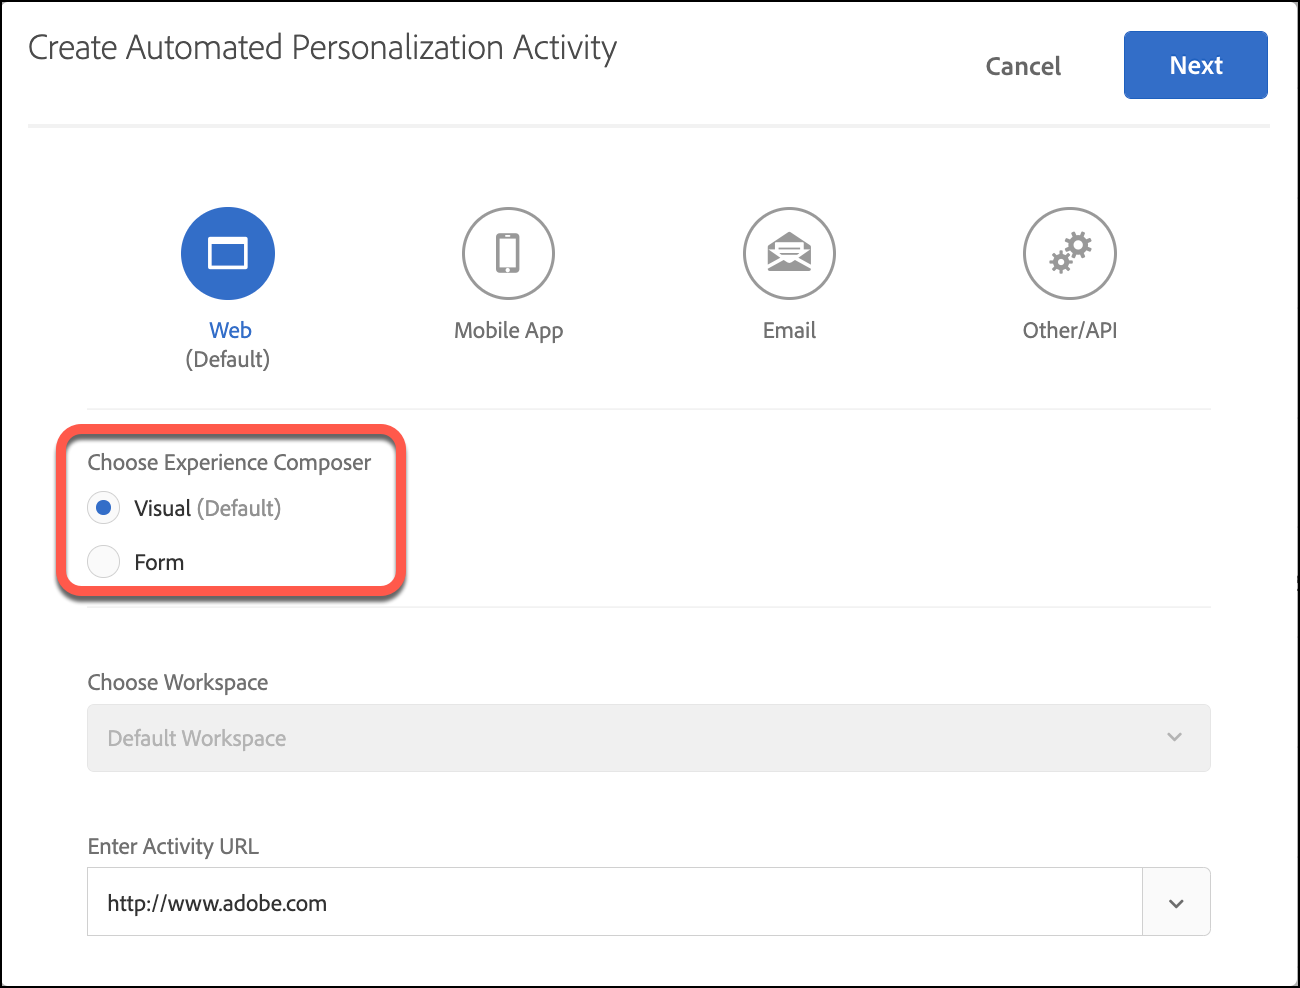 Create Automated Personalization Activity
Cancel
Next
Web
(Default)
Mobile App
Email
Other/API
Choose Experience Composer
Visual (Default)
Form
Choose Workspace
Default Workspace
Enter Activity URL
http://www.adobe.com